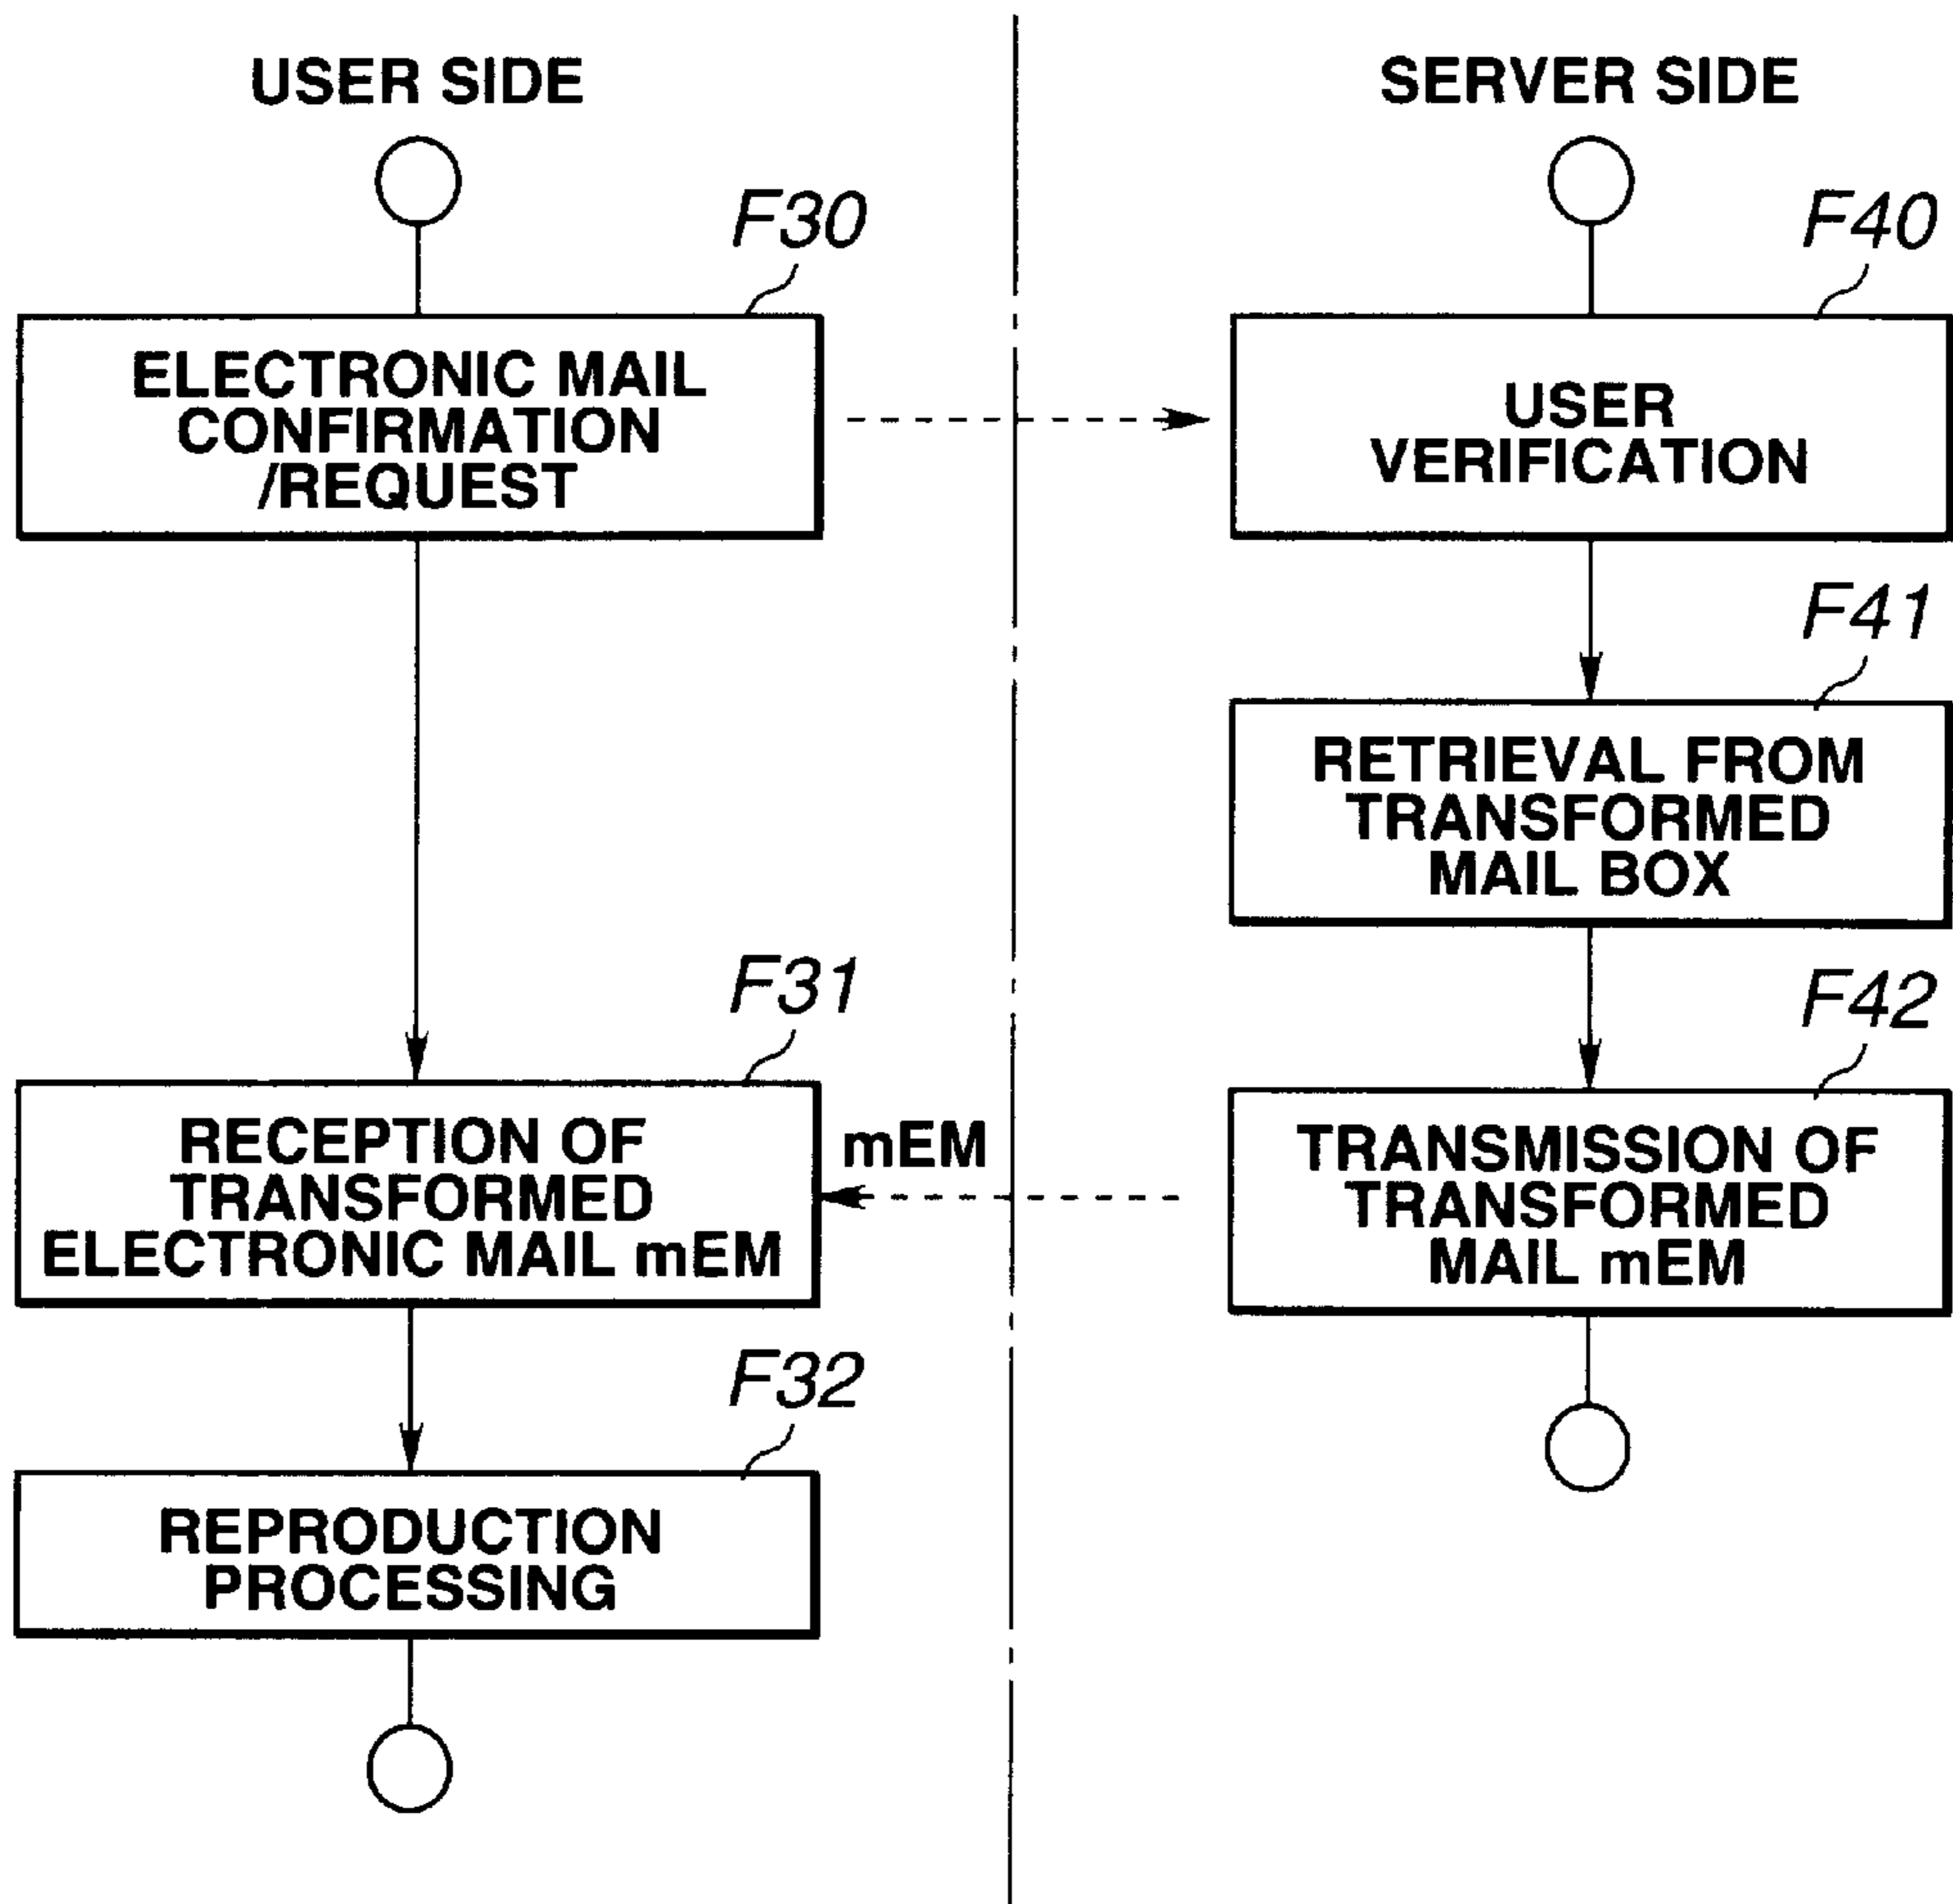 USER SIDE
F30
ELECTRONIC MAIL
CONFIRMATION
/REQUEST
F31
RECEPTION OF
TRANSFORMED
ELECTRONIC MAIL mEM
mEM
F32
REPRODUCTION
PROCESSING
SERVER SIDE
F40
USER
VERIFICATION
F41
RETRIEVAL FROM
TRANSFORMED
MAIL BOX
F42
TRANSMISSION OF
TRANSFORMED
MAIL mEM